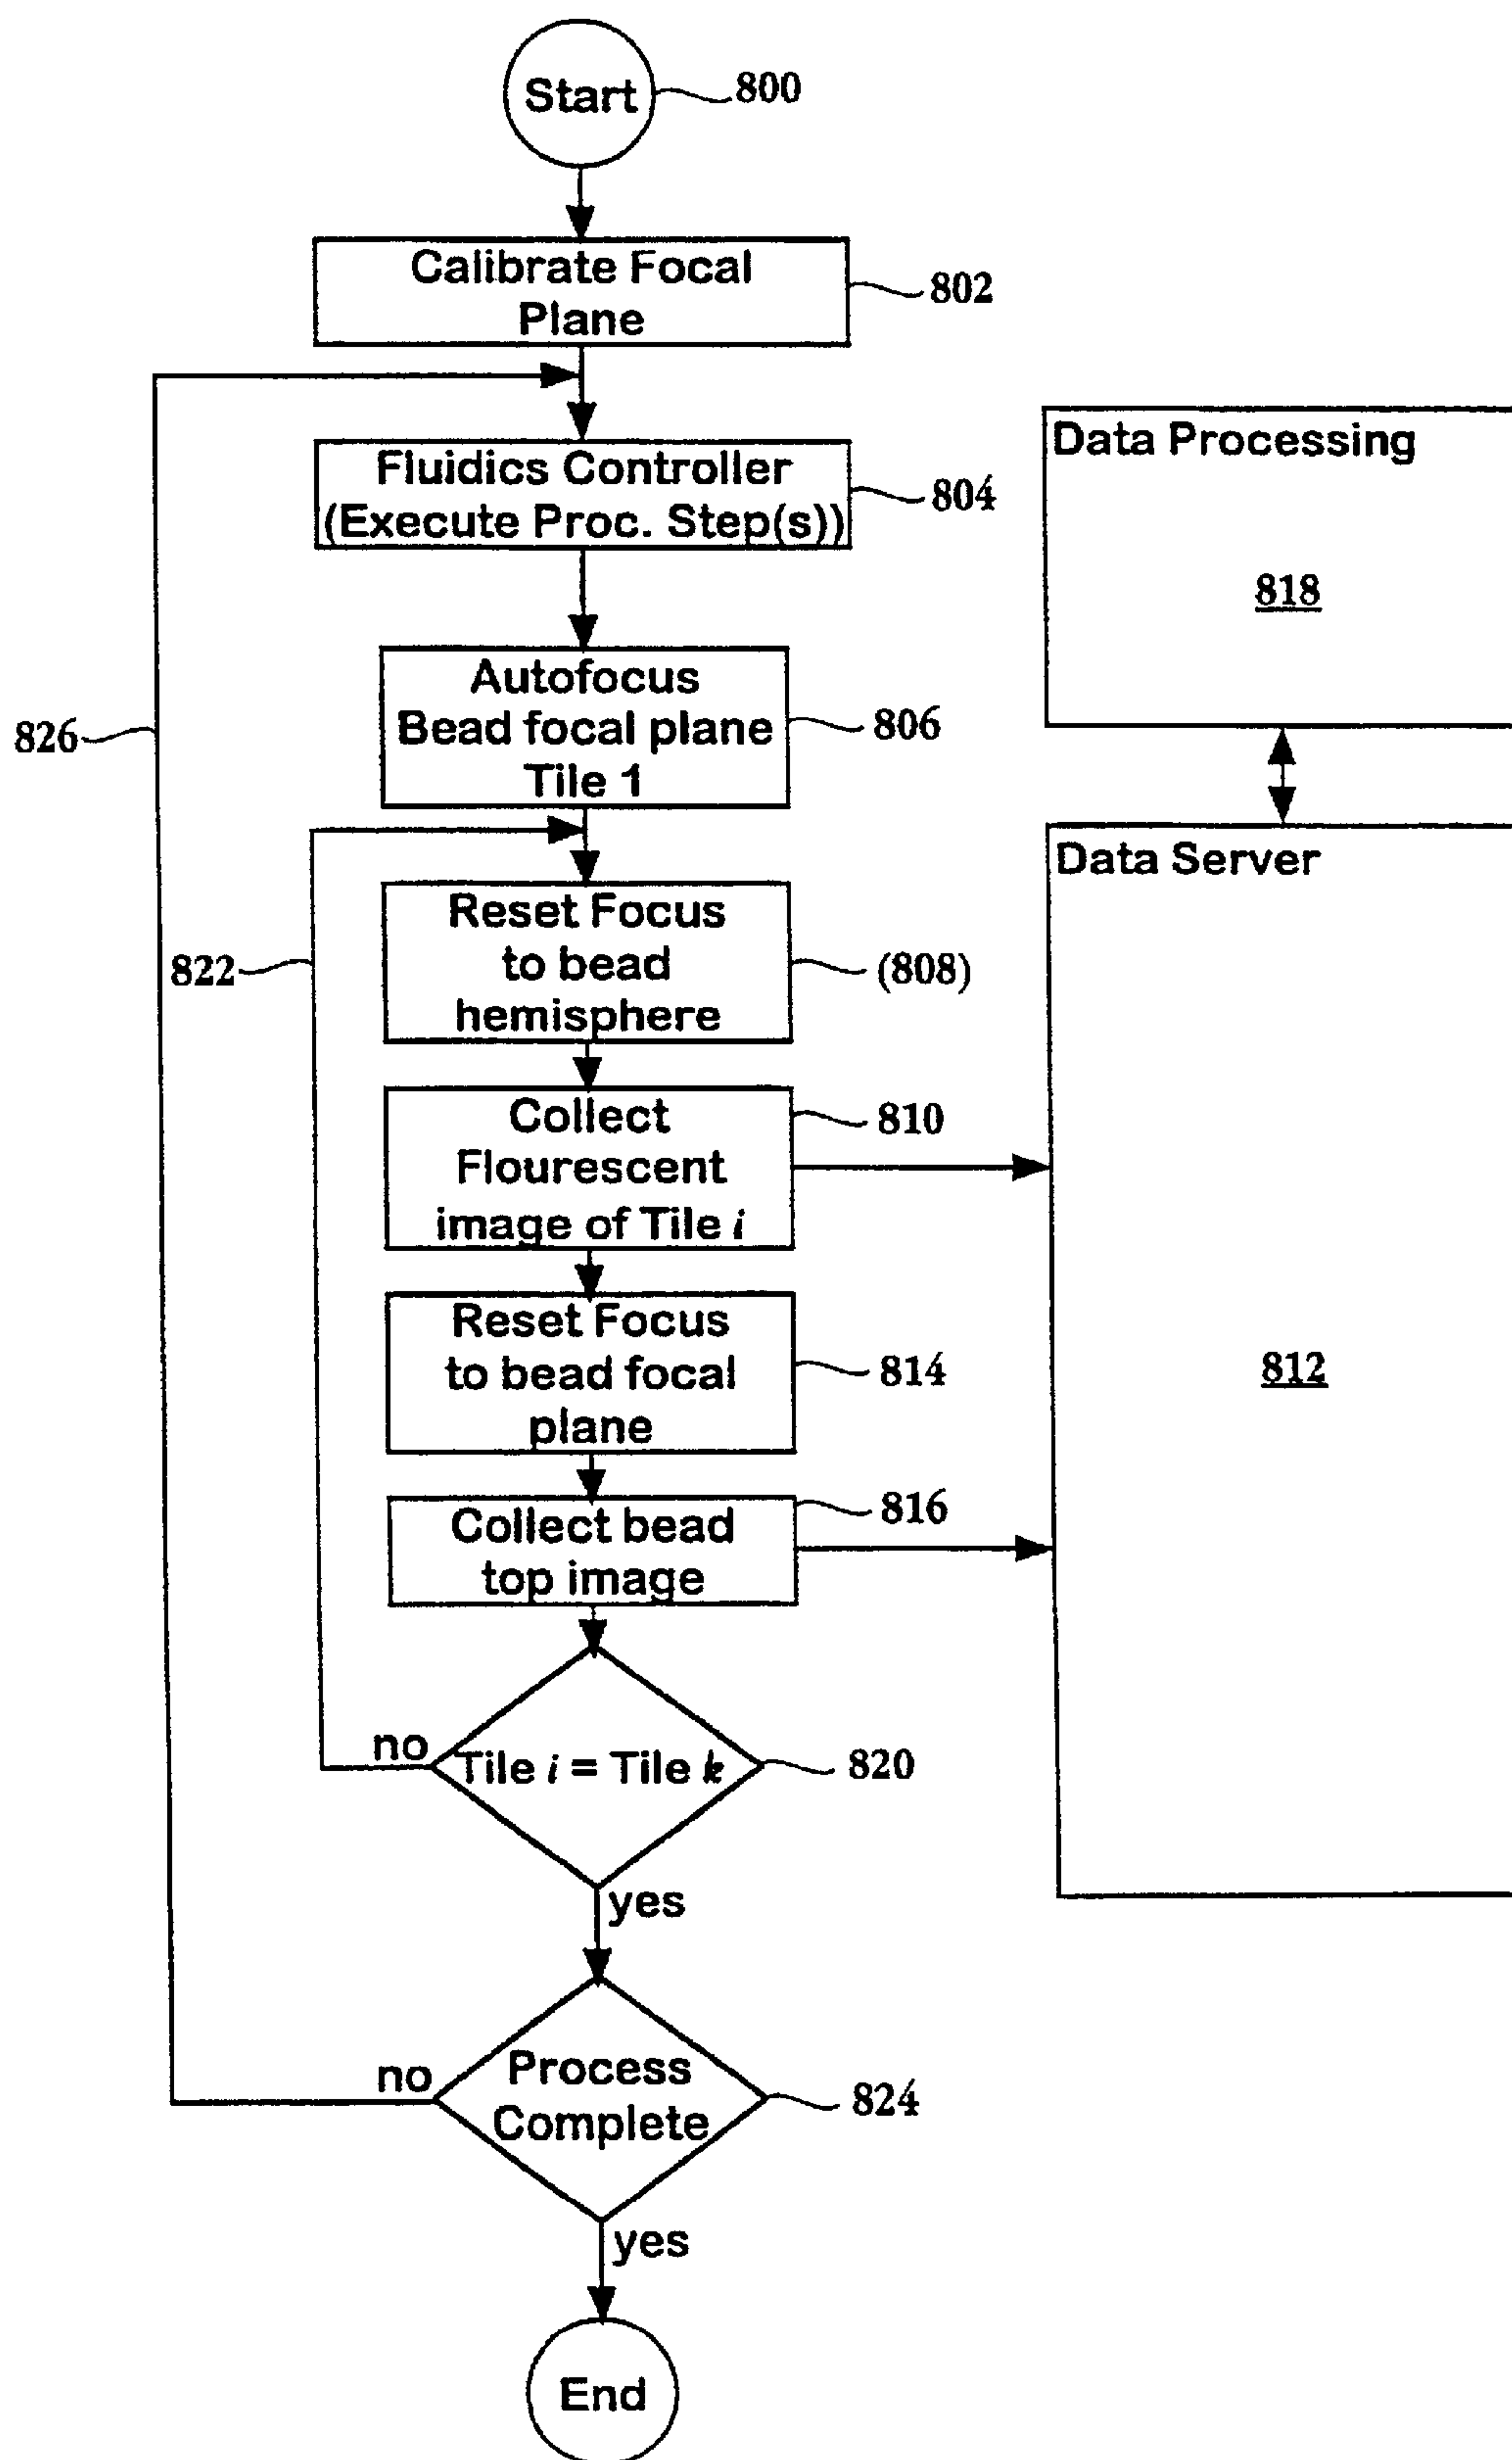 Start
800
Calibrate Focal
Plane
802
Fluidics Controller
(Execute Proc. Step(s))
804
Autofocus
Bead focal plane
Tile 1
806
826
822
Reset Focus
to bead
hemisphere
(808)
Collect
Flourescent
image of Tile i
810
Reset Focus
to bead focal
plane
814
Collect bead
top image
816
no
Tile i = Tile k
820
yes
no
Process
Complete
824
yes
End
Data Processing
818
Data Server
812